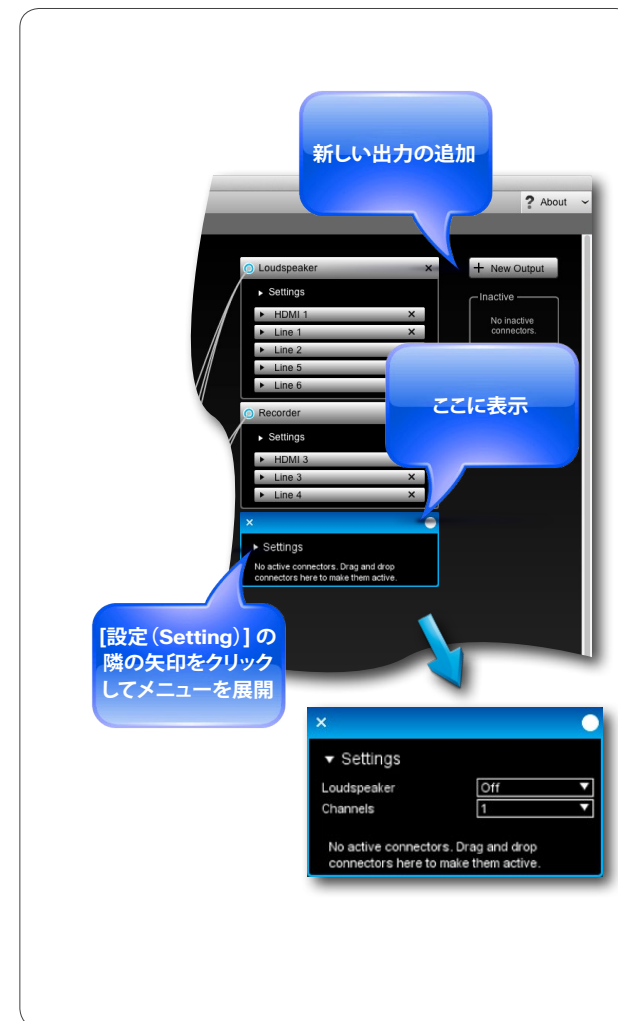 新しい出力の追加
? About
Loudspeaker ×
+ New Output
Settings
Inactive
No inactive
connectors.
HDMI 1 ×
Line 1 ×
Line 2
Line 5
Line 6
ここに表示
Recorder
Settings
HDMI 3
Line 3 ×
Line 4 ×
×
Settings
No active connectors. Drag and drop
connectors here to make them active.
[設定(Setting)] の
隣の矢印をクリック
してメニューを展開
×
Settings
Loudspeaker Off
Channels 1
No active connectors. Drag and drop
connectors here to make them active.